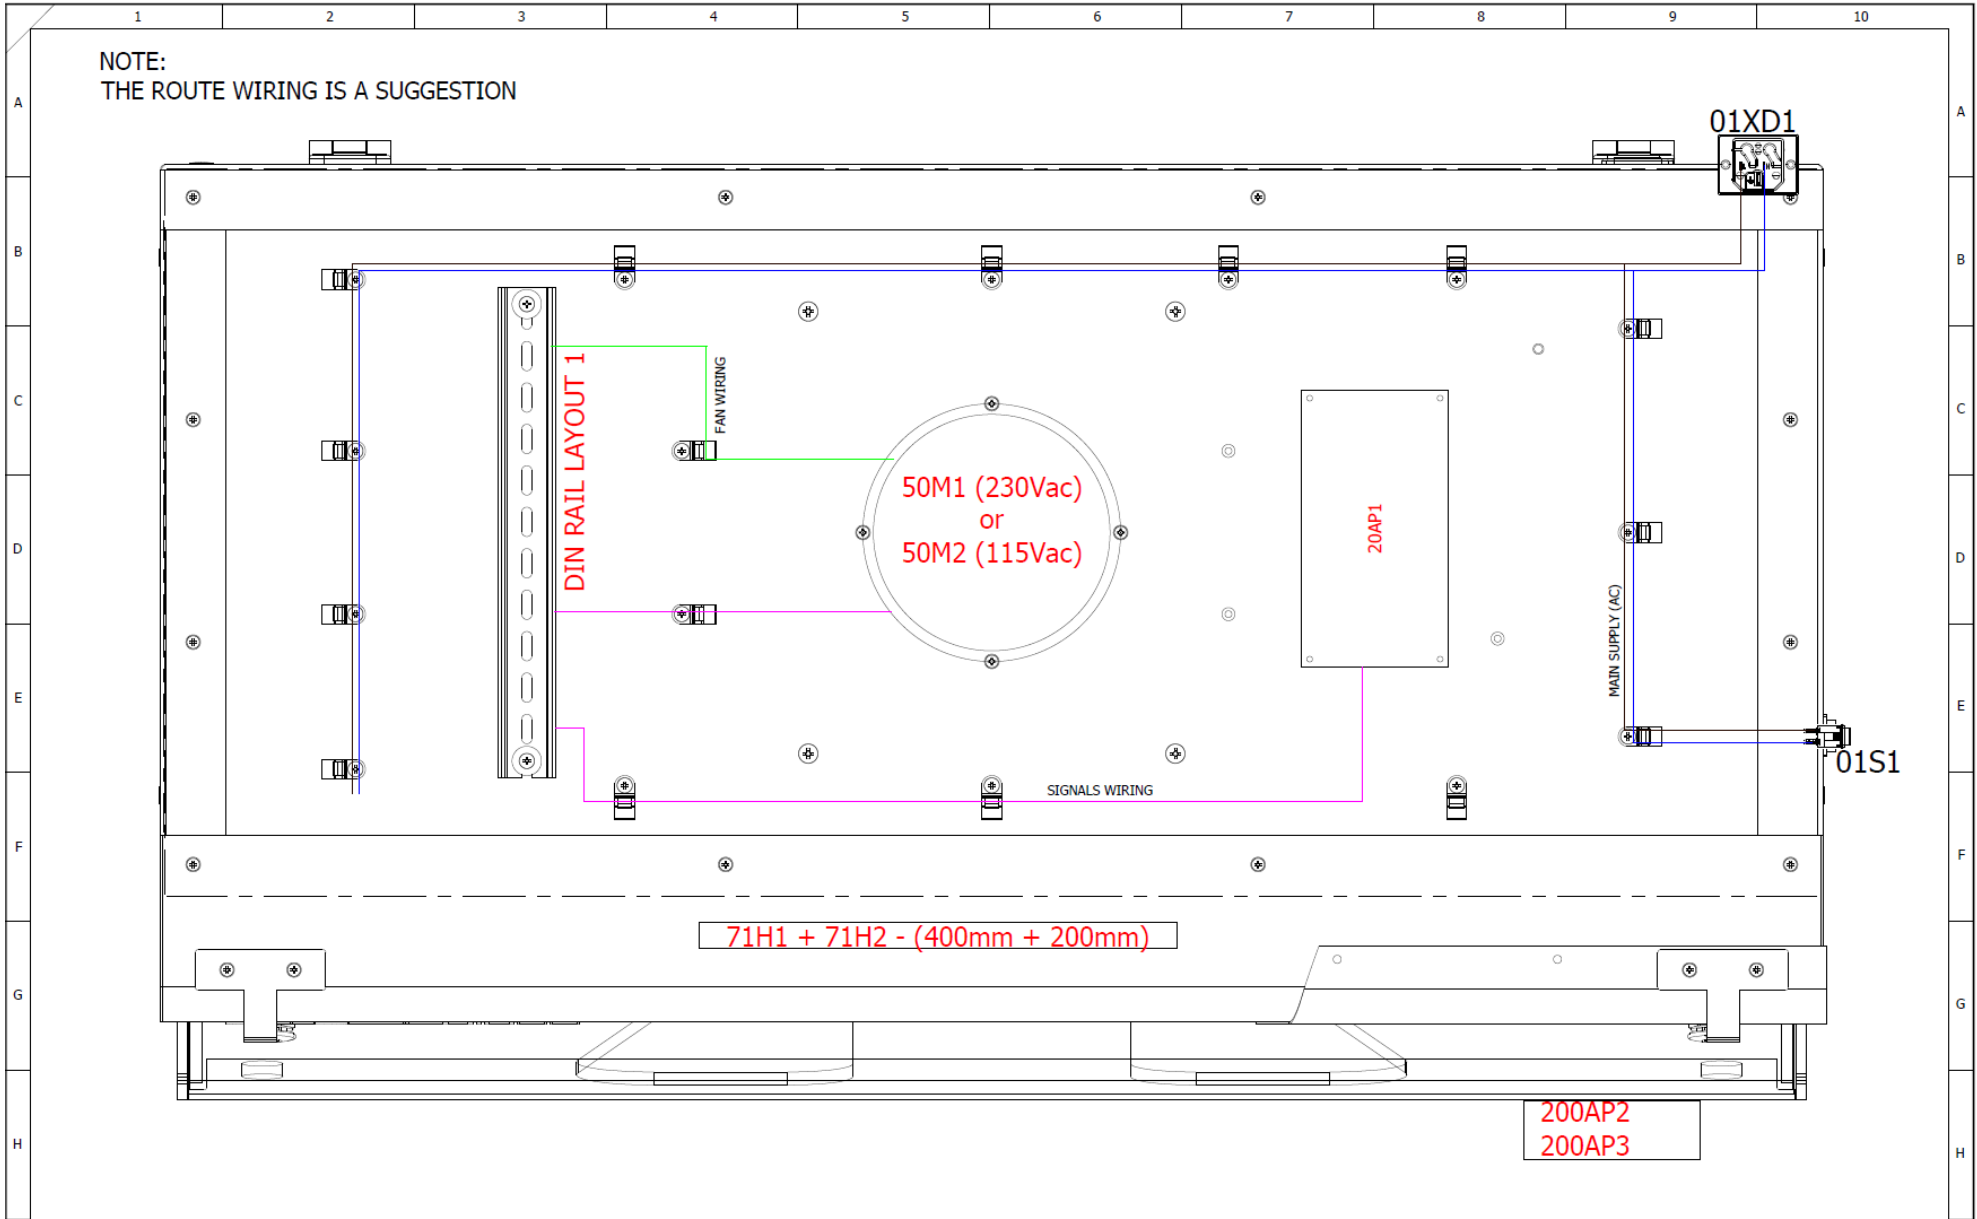 1 2 3 4 5 6 7 8 9 10
NOTE:
THE ROUTE WIRING IS A SUGGESTION
A
A
01XD1
B
B
DIN RAIL LAYOUT 1
FAN WIRING
C
C
50M1 (230Vac)
or
50M2 (115Vac)
20AP1
D
D
MAIN SUPPLY (AC)
E
E
01S1
SIGNALS WIRING
F
F
71H1 + 71H2 - (400mm + 200mm)
G
G
200AP2
200AP3
H
H